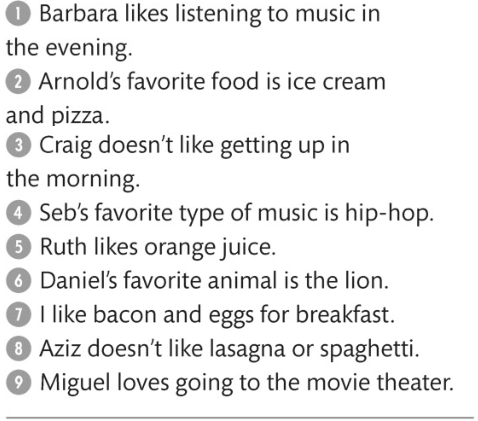 1 Barbara likes listening to music in
the evening.
2 Arnold’s favorite food is ice cream
and pizza.
3 Craig doesn’t like getting up in
the morning.
4 Seb’s favorite type of music is hip-hop.
5 Ruth likes orange juice.
6 Daniel’s favorite animal is the lion.
7 I like bacon and eggs for breakfast.
8 Aziz doesn’t like lasagna or spaghetti.
9 Miguel loves going to the movie theater.